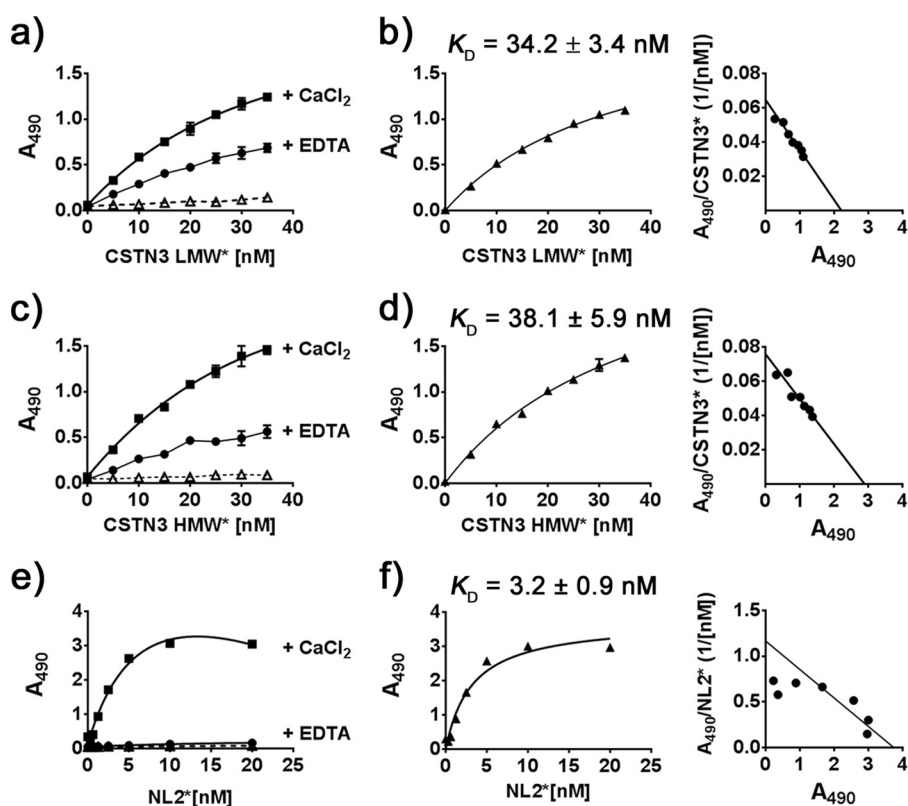 a)
A490
1.5
1.0
0.5
0.0
0 10 20 30 40
CSTN3 LMW* [nM]
+ CaCl2
+ EDTA
b)
KD = 34.2 ± 3.4 nM
A490
1.5
1.0
0.5
0.0
0 10 20 30 40
CSTN3 LMW* [nM]
A490/CSTN3* (1/[nM])
0.08
0.06
0.04
0.02
0 1 2 3 4
A490
c)
A490
1.5
1.0
0.5
0.0
0 10 20 30 40
CSTN3 HMW* [nM]
+ CaCl2
+ EDTA
d)
KD = 38.1 ± 5.9 nM
A490
1.5
1.0
0.5
0.0
0 10 20 30 40
CSTN3 HMW* [nM]
A490/CSTN3* (1/[nM])
0.08
0.06
0.04
0.02
0 1 2 3 4
A490
e)
A490
4
3
2
1
0
0 5 10 15 20 25
NL2*[nM]
+ CaCl2
+ EDTA
f)
KD = 3.2 ± 0.9 nM
A490
4
3
2
1
0
0 5 10 15 20 25
NL2*[nM]
A490/NL2* (1/[nM])
1.5
1.0
0.5
0.0
0 1 2 3 4
A490